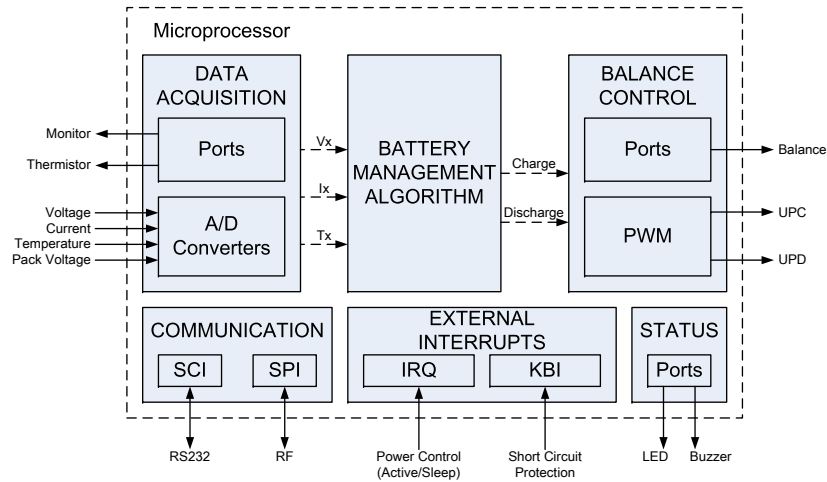 Microprocessor
DATA
ACQUISITION
Ports
A/D
Converters
Monitor
Thermistor
Voltage
Current
Temperature
Pack Voltage
Vx
Ix
Tx
BATTERY
MANAGEMENT
ALGORITHM
Charge
Discharge
BALANCE
CONTROL
Ports
PWM
Balance
UPC
UPD
COMMUNICATION
SCI
SPI
RS232
RF
EXTERNAL
INTERRUPTS
IRQ
KBI
Power Control
(Active/Sleep)
Short Circuit
Protection
STATUS
Ports
LED
Buzzer